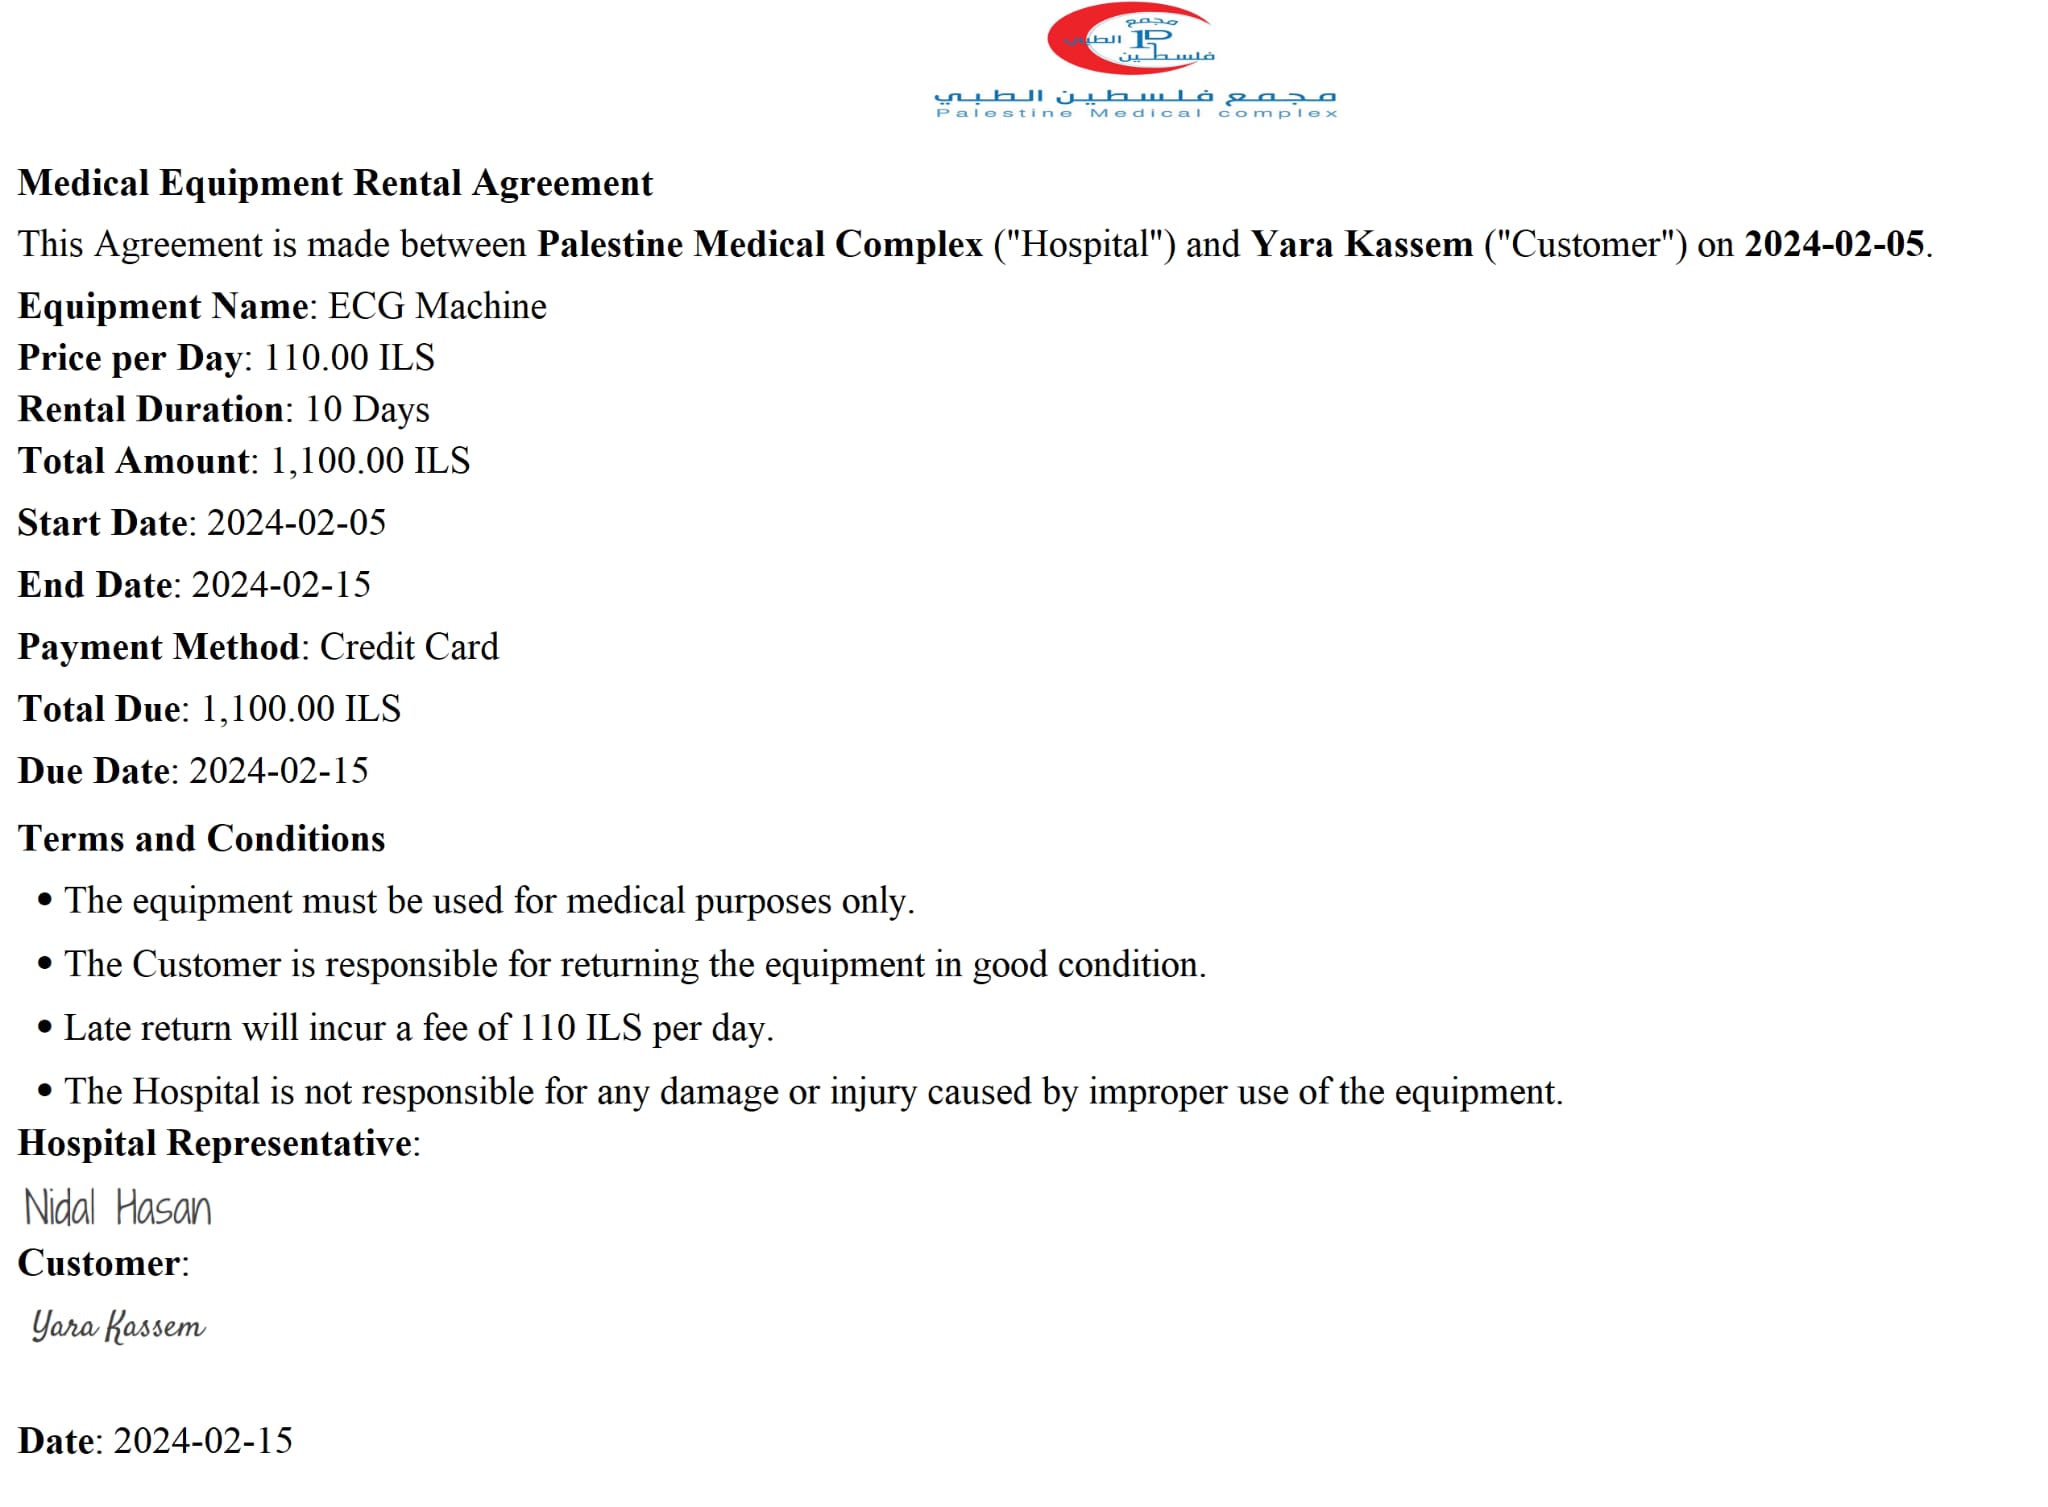 مجمع
الطبي
فلسطين
مجمع فلسطين الطبي
Palestine Medical complex
Medical Equipment Rental Agreement
This Agreement is made between Palestine Medical Complex ("Hospital") and Yara Kassem ("Customer") on 2024-02-05.
Equipment Name: ECG Machine
Price per Day: 110.00 ILS
Rental Duration: 10 Days
Total Amount: 1,100.00 ILS
Start Date: 2024-02-05
End Date: 2024-02-15
Payment Method: Credit Card
Total Due: 1,100.00 ILS
Due Date: 2024-02-15
Terms and Conditions
• The equipment must be used for medical purposes only.
• The Customer is responsible for returning the equipment in good condition.
• Late return will incur a fee of 110 ILS per day.
• The Hospital is not responsible for any damage or injury caused by improper use of the equipment.
Hospital Representative:
Nidal Hasan
Customer:
Yara Kassem
Date: 2024-02-15